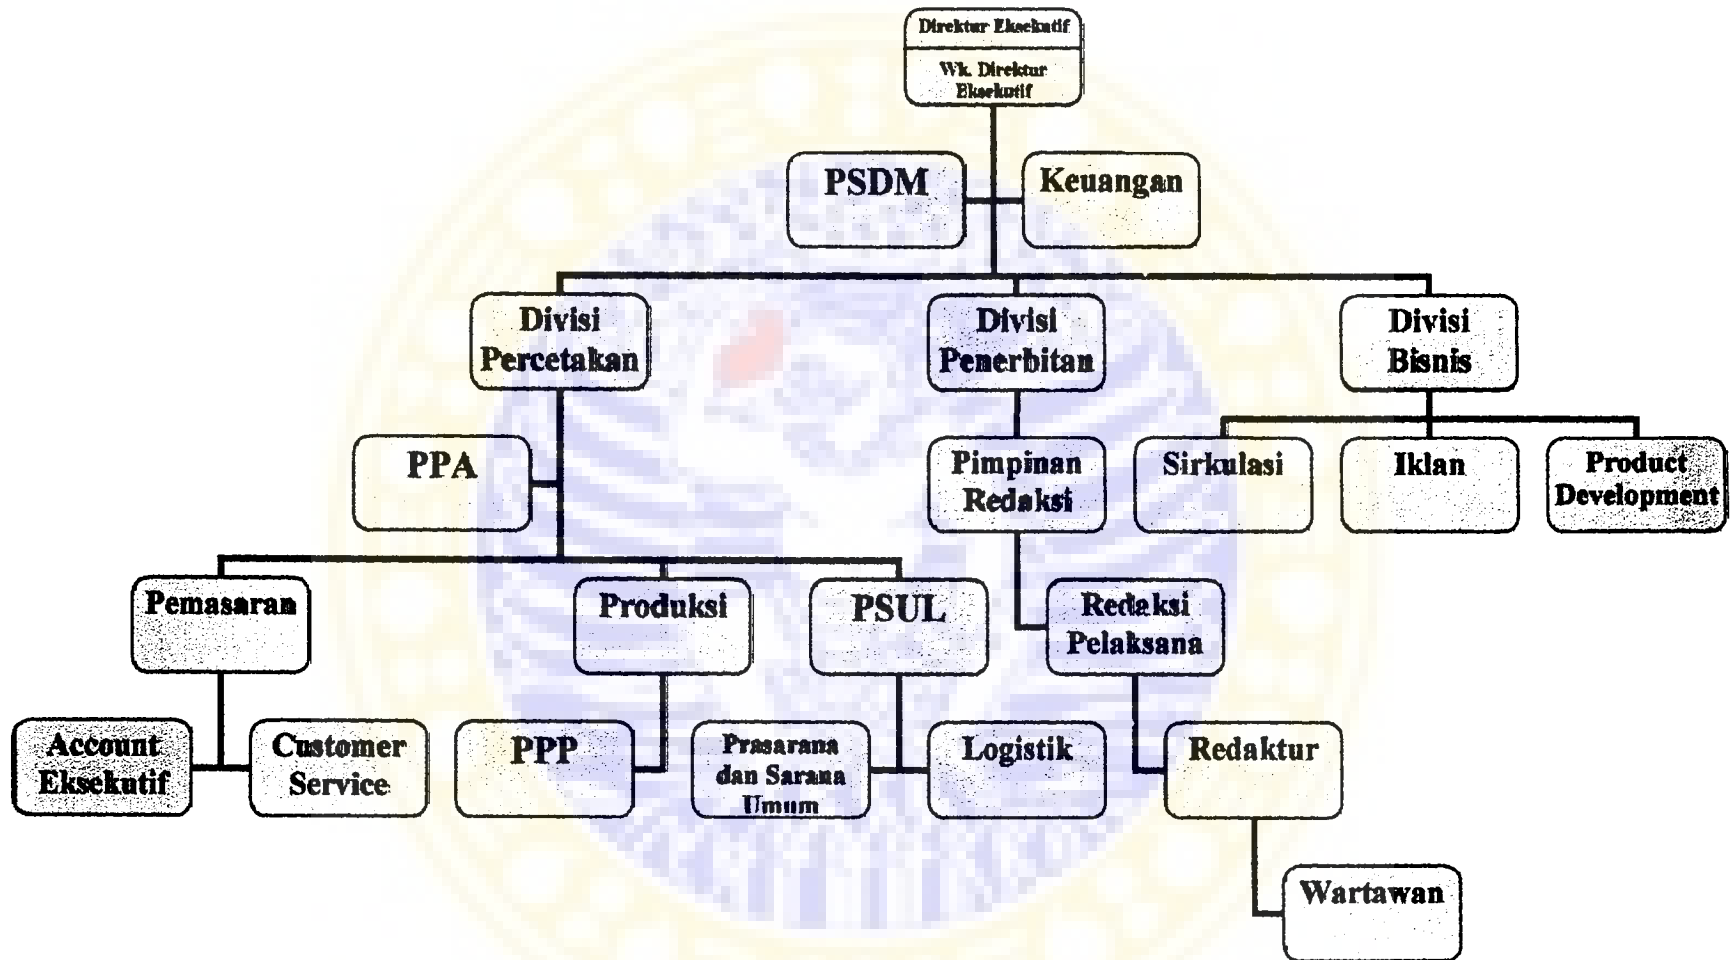 Direktur Eksekutif
Wk. Direktur
Eksekutif
PSDM
Keuangan
Divisi
Percetakan
Divisi
Penerbitan
Divisi
Bisnis
PPA
Pimpinan
Redaksi
Sirkulasi
Iklan
Product
Development
Pemasaran
Produksi
PSUL
Redaksi
Pelaksana
Account
Eksekutif
Customer
Service
PPP
Prasarana
dan Sarana
Umum
Logistik
Redaktur
Wartawan